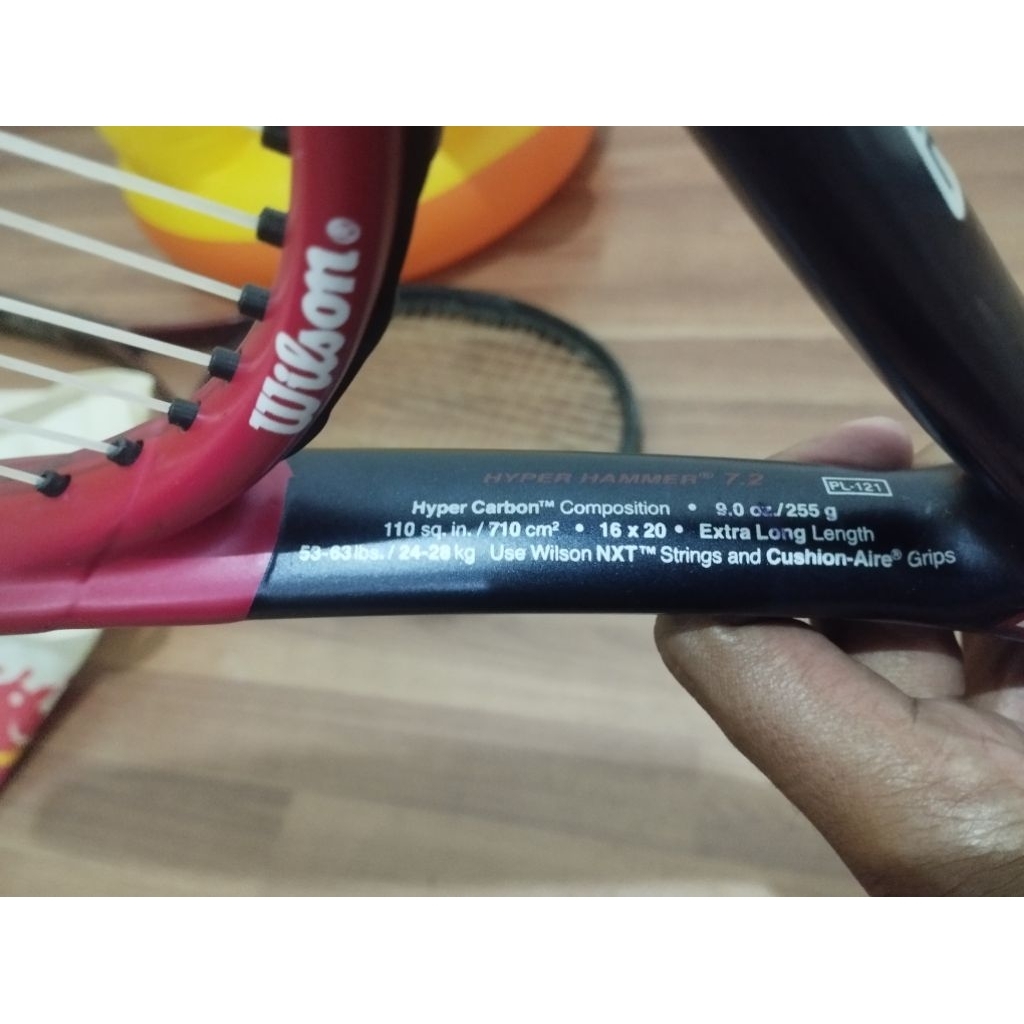 Wilson®
HYPER HAMMER® 7.2
PL-121
Hyper Carbon™ Composition • 9.0 oz./255 g
110 sq. in. / 710 cm² • 16 x 20 • Extra Long Length
53-63 lbs. / 24-28 kg Use Wilson NXT™ Strings and Cushion-Aire® Grips